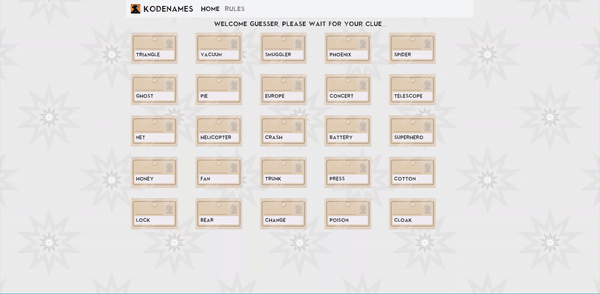 KODENAMES HOME RULES
WELCOME GUESSER, PLEASE WAIT FOR YOUR CLUE...
TRIANGLE VACUUM SMUGGLER PHOENIX SPIDER
GHOST PIE EUROPE CONCERT TELESCOPE
NET HELICOPTER CRASH BATTERY SUPERHERO
HONEY FAN TRUNK PRESS COTTON
LOCK BEAR CHANGE POISON CLOAK